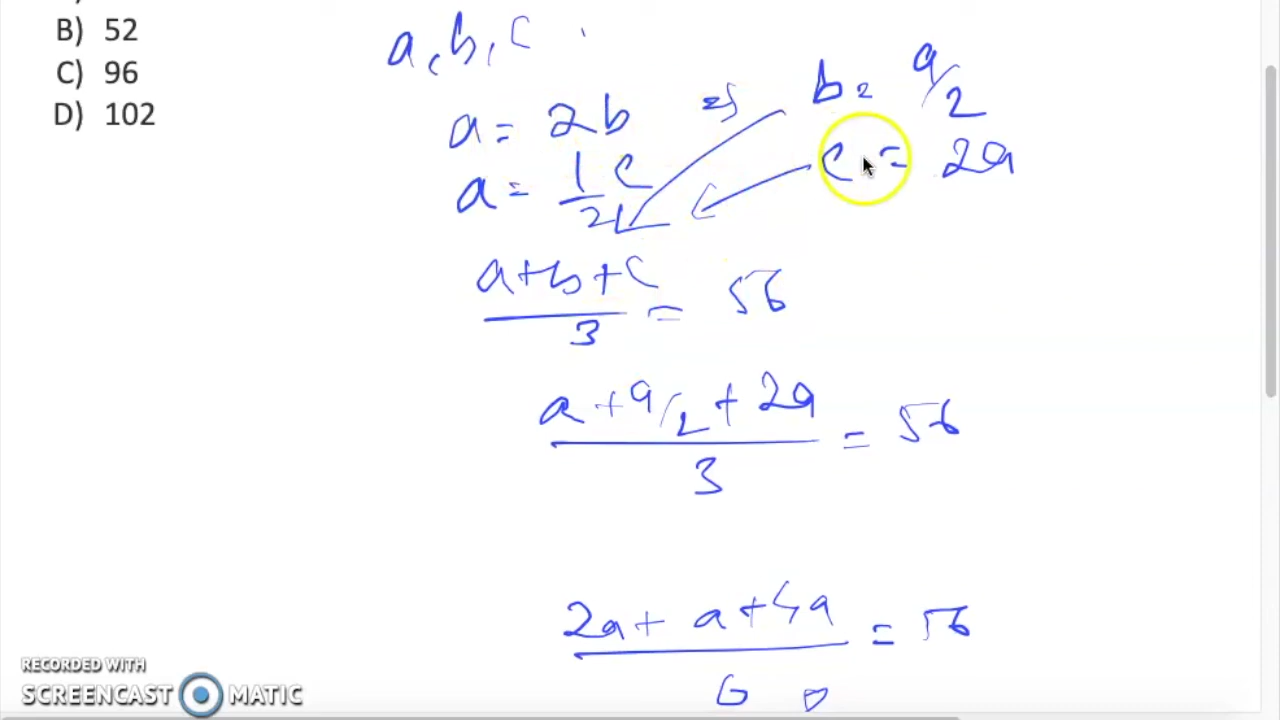 B) 52
C) 96
D) 102
a, b, c
a = 2b ⇒ b = a/2
a = 1/2 c c = 2a
a+b+c / 3 = 56
a + a/2 + 2a / 3 = 56
2a + a + 4a / 6 = 56
RECORDED WITH
SCREENCAST MATIC